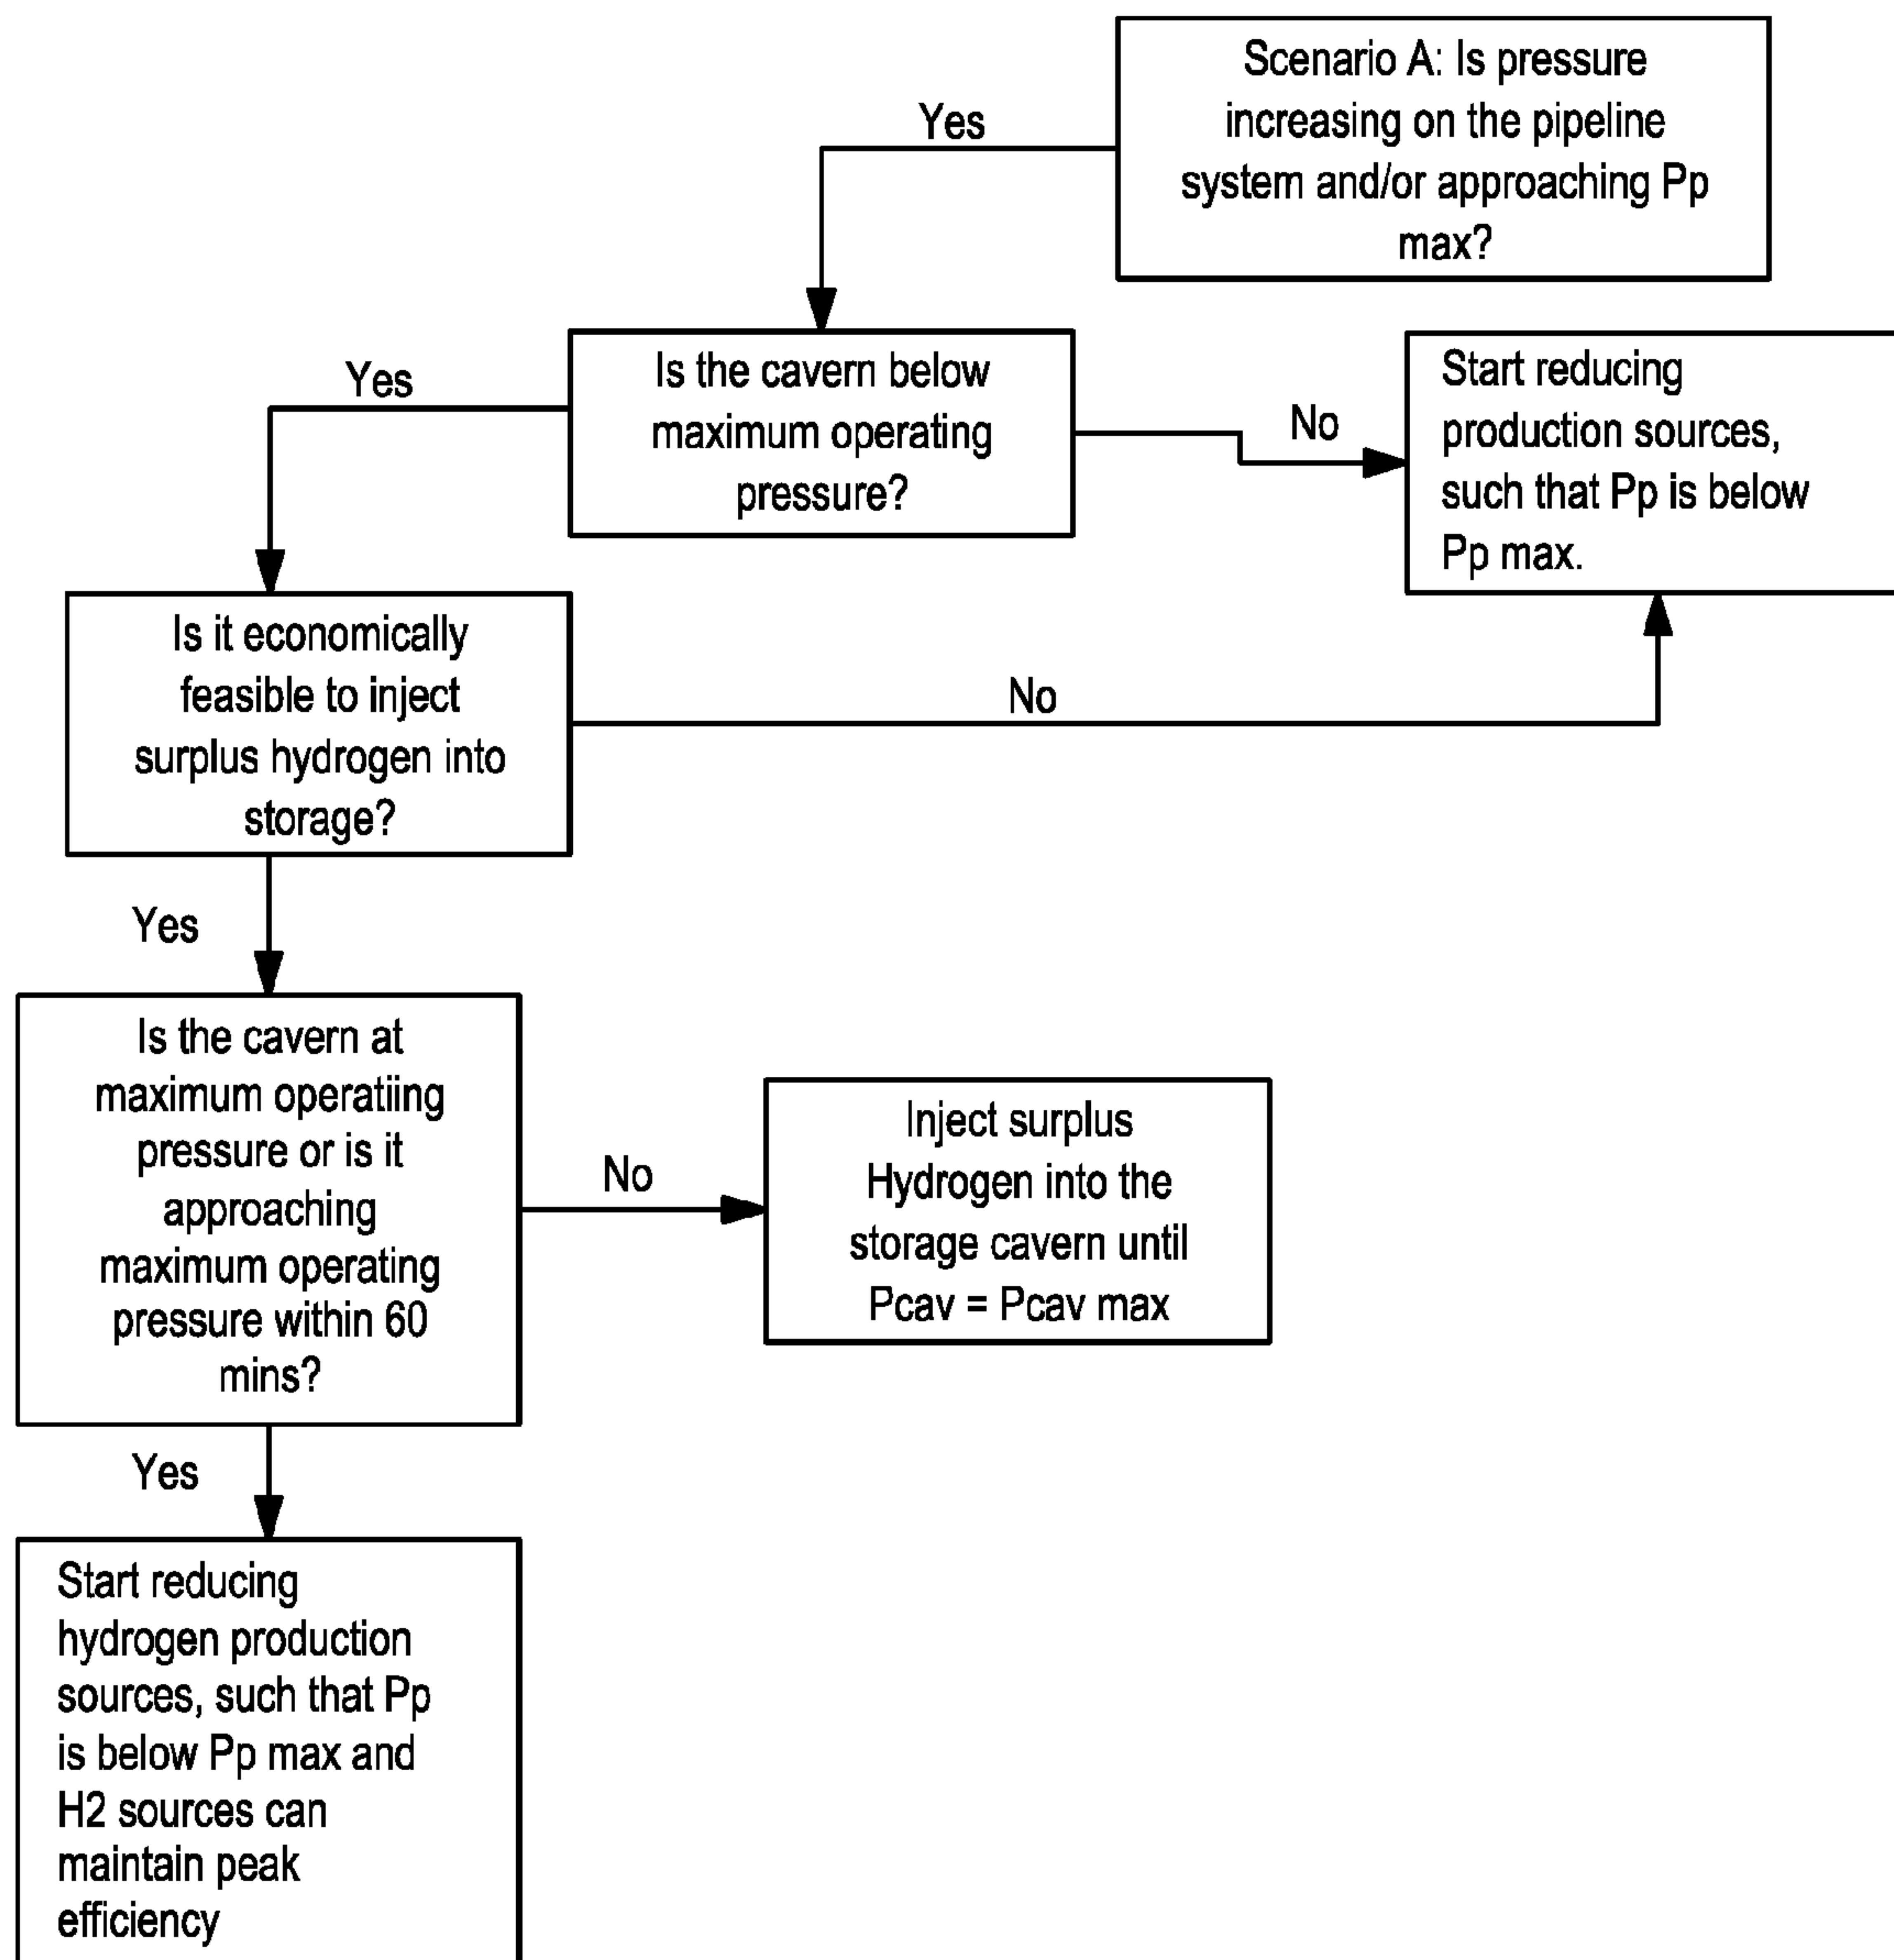 Scenario A: Is pressure
increasing on the pipeline
system and/or approaching Pp
max?
Yes
Is the cavern below
maximum operating
pressure?
Yes
No
Start reducing
production sources,
such that Pp is below
Pp max.
Is it economically
feasible to inject
surplus hydrogen into
storage?
No
Yes
Is the cavern at
maximum operatiing
pressure or is it
approaching
maximum operating
pressure within 60
mins?
No
Inject surplus
Hydrogen into the
storage cavern until
Pcav = Pcav max
Yes
Start reducing
hydrogen production
sources, such that Pp
is below Pp max and
H2 sources can
maintain peak
efficiency